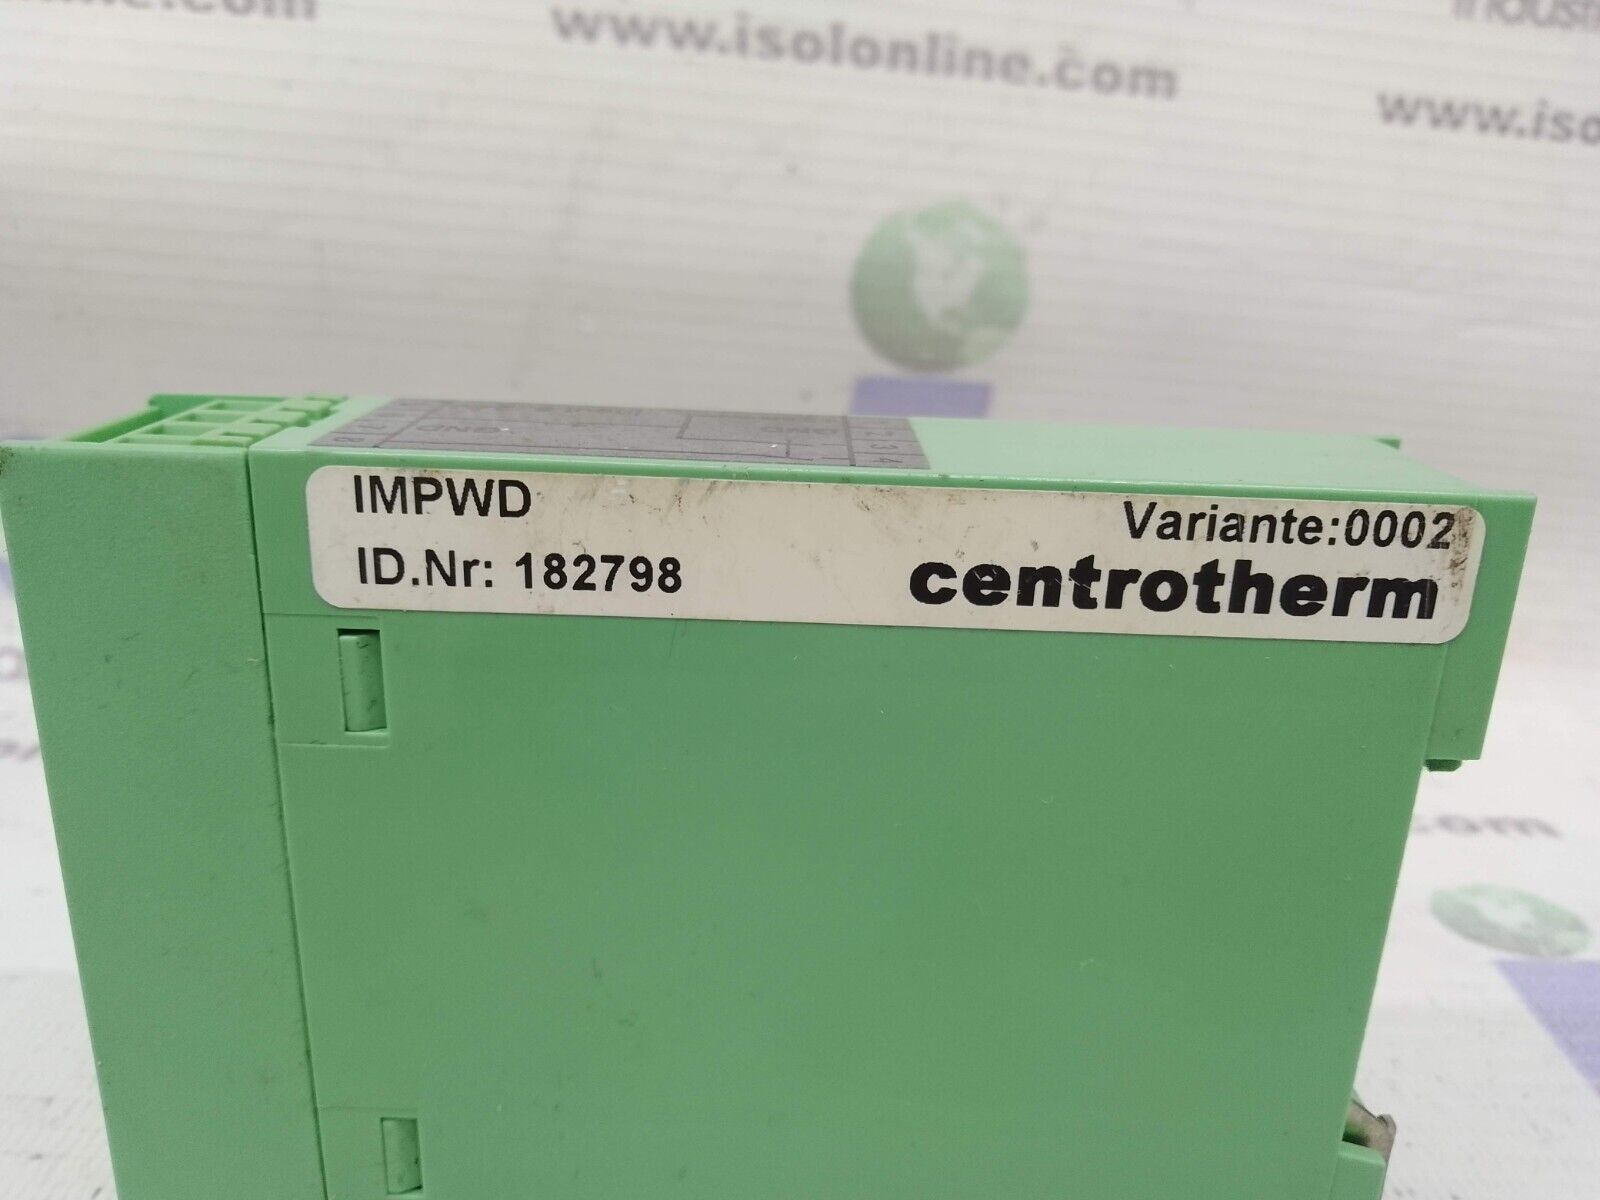 www.isolonline.com
www.iso
IMPWD
Variante:0002
ID.Nr: 182798
centrotherm